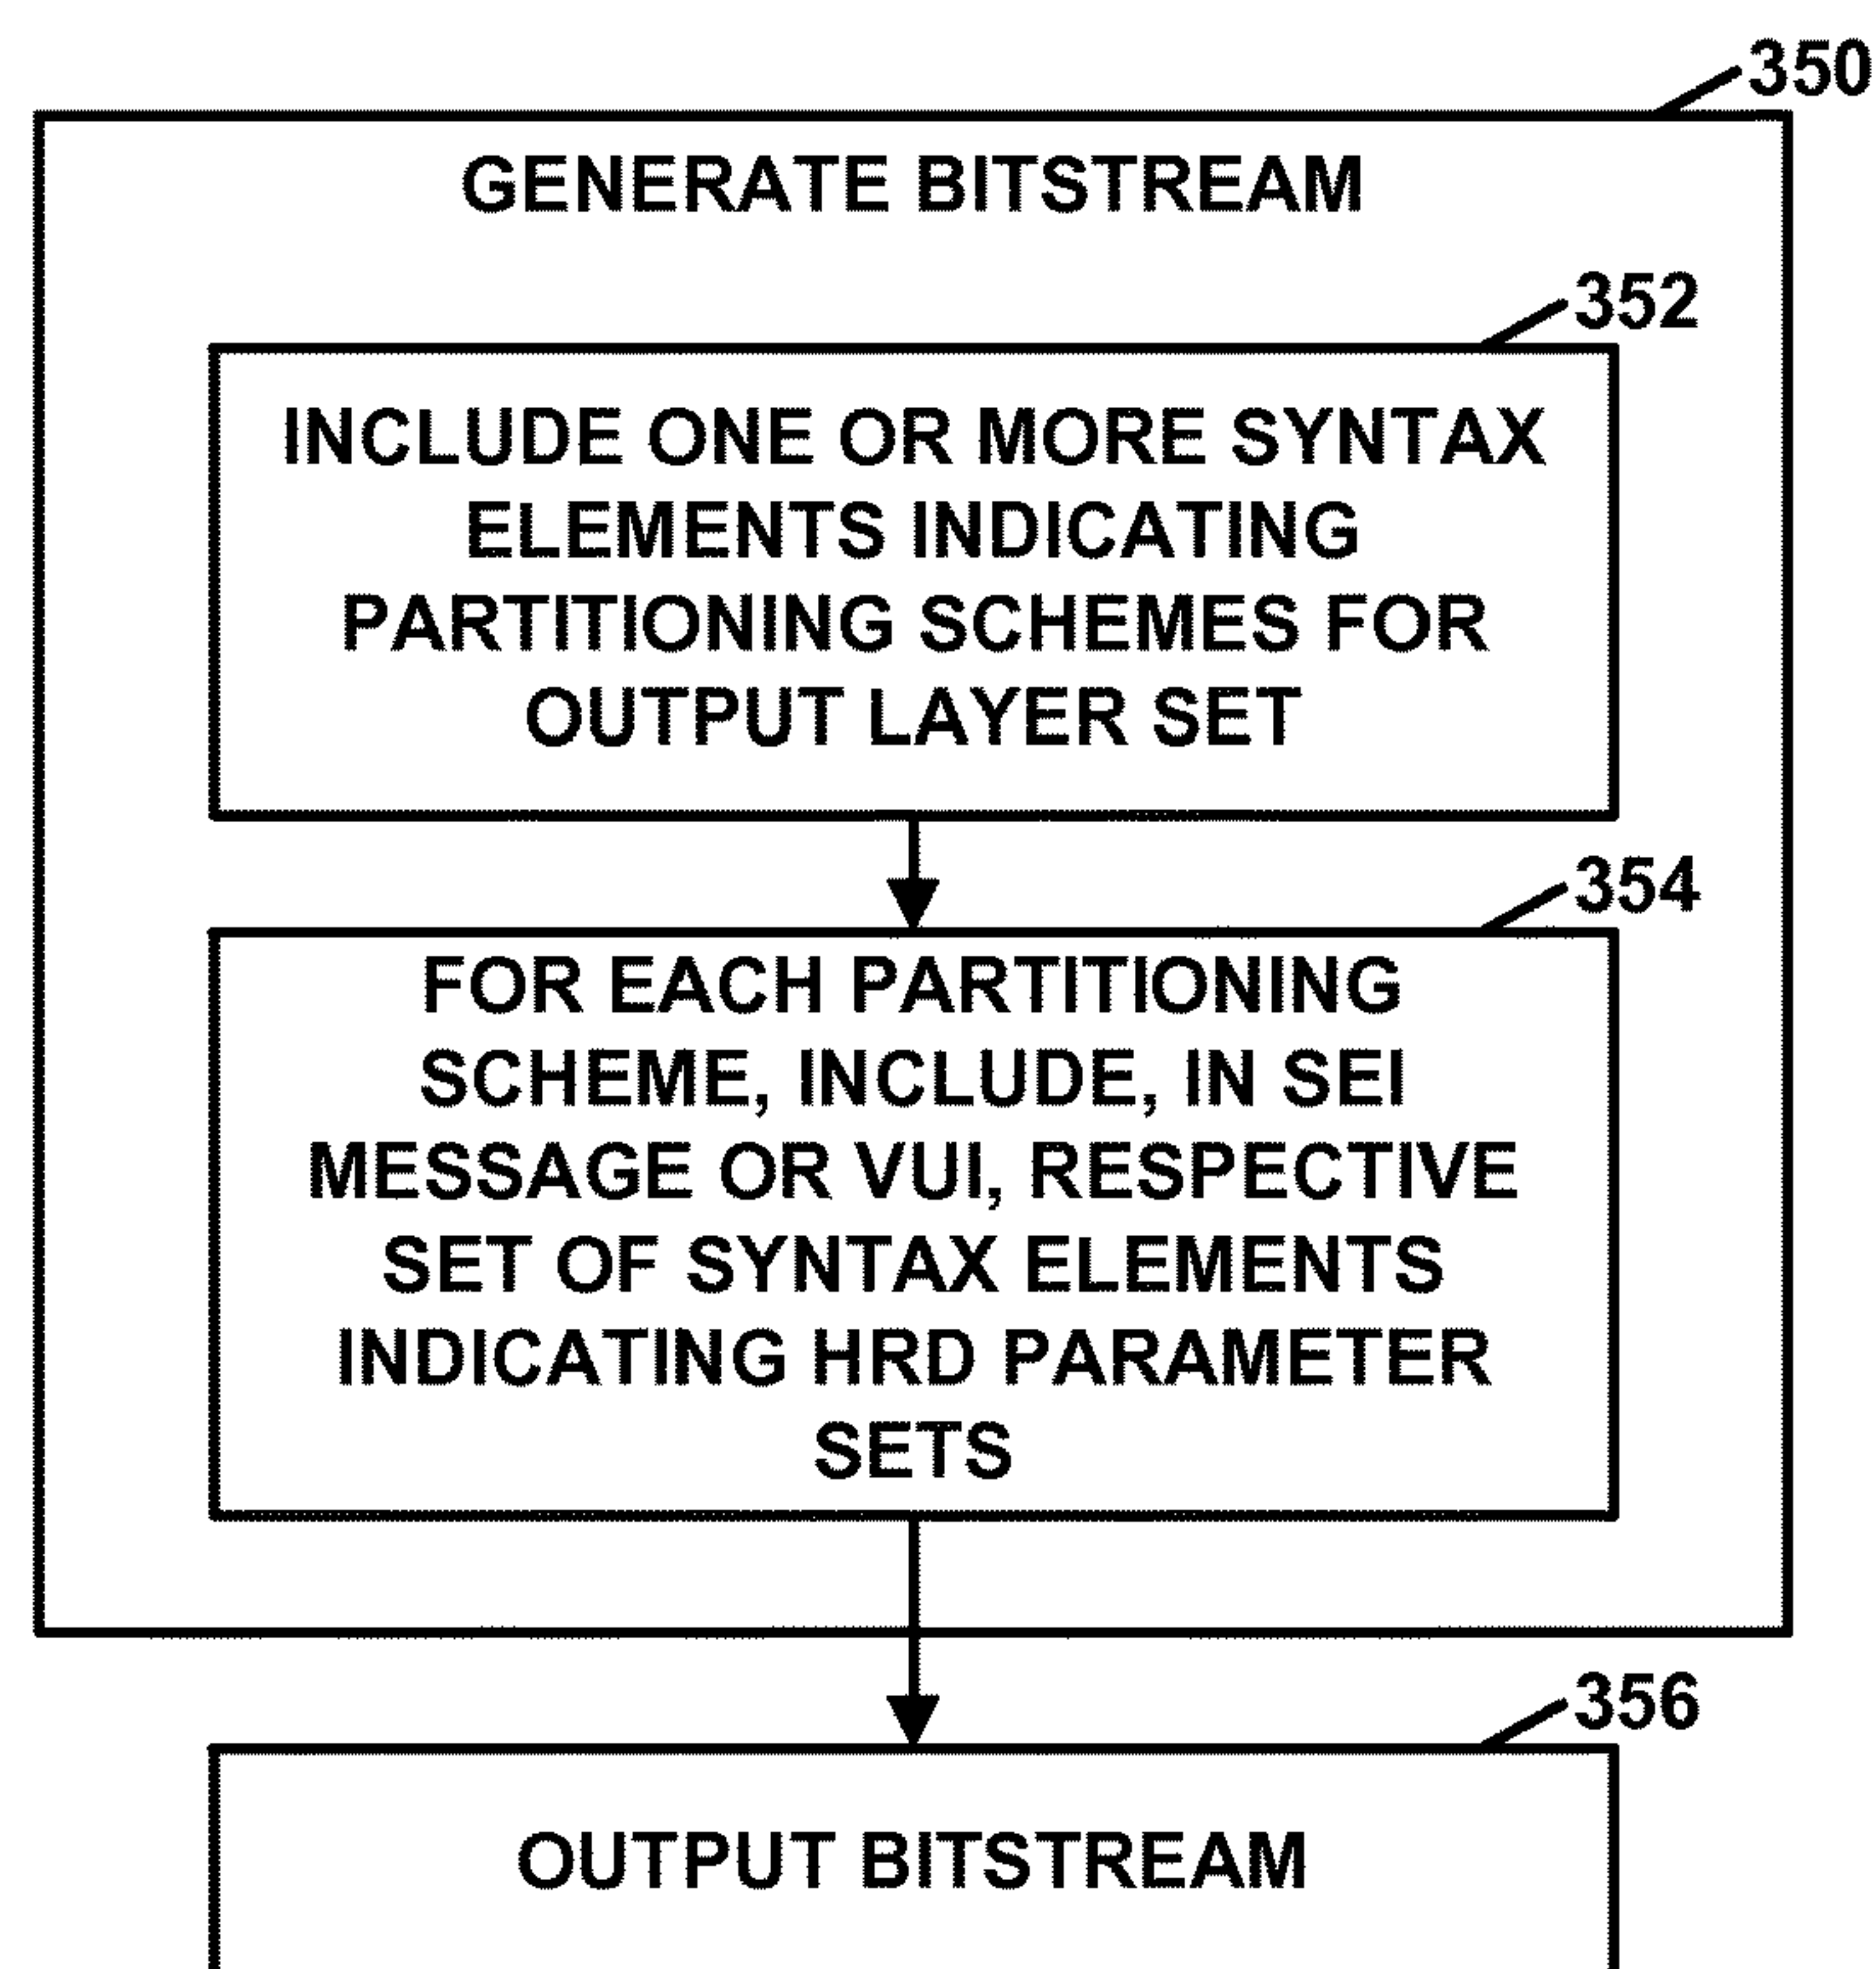 350
GENERATE BITSTREAM
352
INCLUDE ONE OR MORE SYNTAX
ELEMENTS INDICATING
PARTITIONING SCHEMES FOR
OUTPUT LAYER SET
354
FOR EACH PARTITIONING
SCHEME, INCLUDE, IN SEI
MESSAGE OR VUI, RESPECTIVE
SET OF SYNTAX ELEMENTS
INDICATING HRD PARAMETER
SETS
356
OUTPUT BITSTREAM